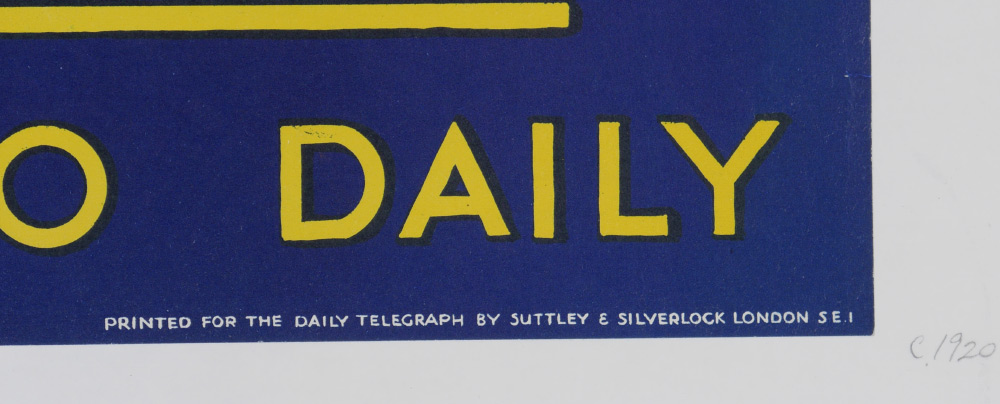 O DAILY
PRINTED FOR THE DAILY TELEGRAPH BY SUTTLEY & SILVERLOCK LONDON S E.1
C.1920